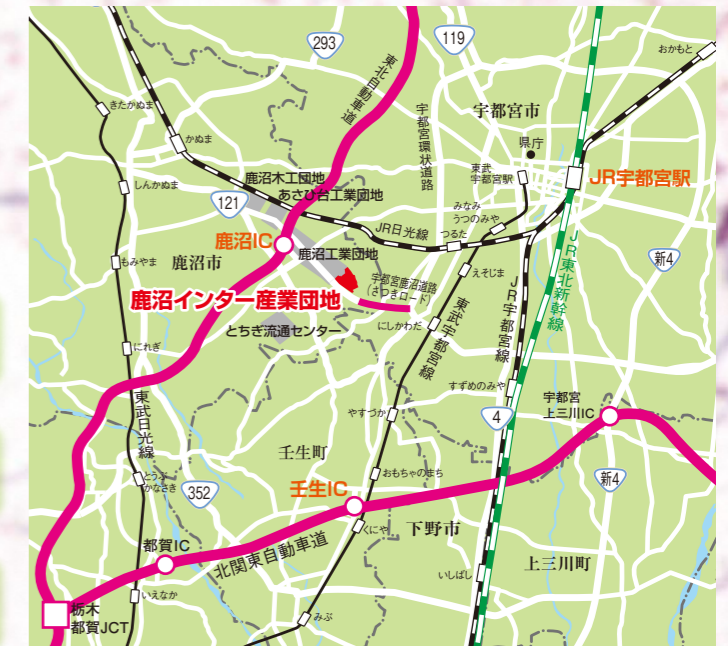 293
119
おかもと
東北自動車道
きたかぬま
宇都宮環状道路
宇都宮市
かぬま
県庁
東武
宇都宮駅
JR宇都宮駅
しんかぬま
鹿沼木工団地
あさひ台工業団地
121
みなみ
うつのみや
JR日光線
つるた
鹿沼IC
鹿沼工業団地
もみやま
鹿沼市
えそじま
新4
宇都宮鹿沼道路
(さつきロード)
JR東北新幹線
鹿沼インター産業団地
とちぎ流通センター
にしかわだ
東武宇都宮線
JR宇都宮線
にれぎ
すずめのみや
東武日光線
宇都宮
上三川IC
やすづか
4
壬生町
とうぶ
かなさき
おもちゃのまち
新4
352
壬生IC
くにや
下野市
都賀IC
北関東自動車道
上三川町
いしばし
いえなか
栃木
都賀JCT
みぶ